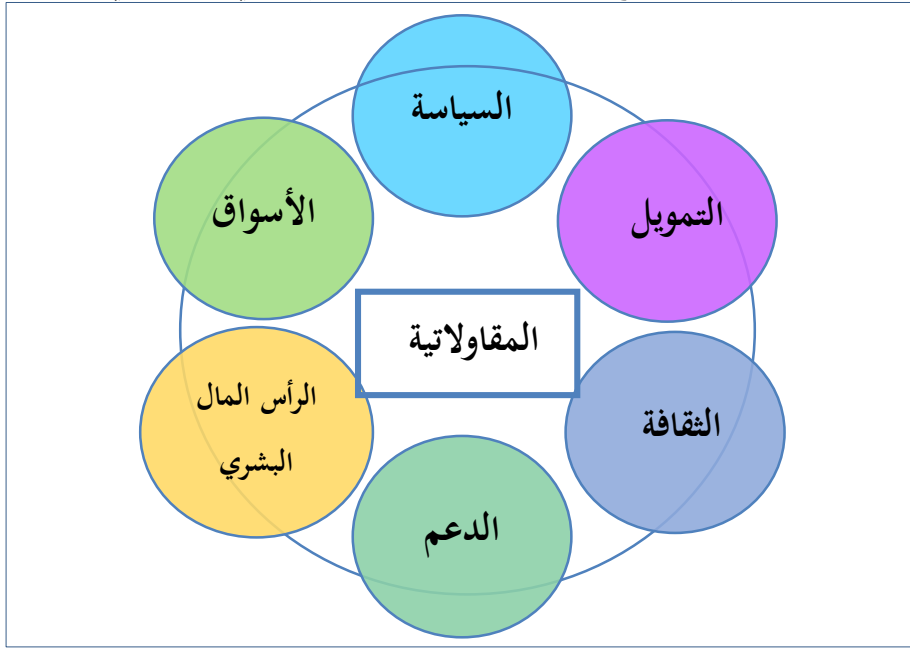 السياسة
التمويل
الأسواق
المقاولاتية
الرأس المال
البشري
الثقافة
الدعم